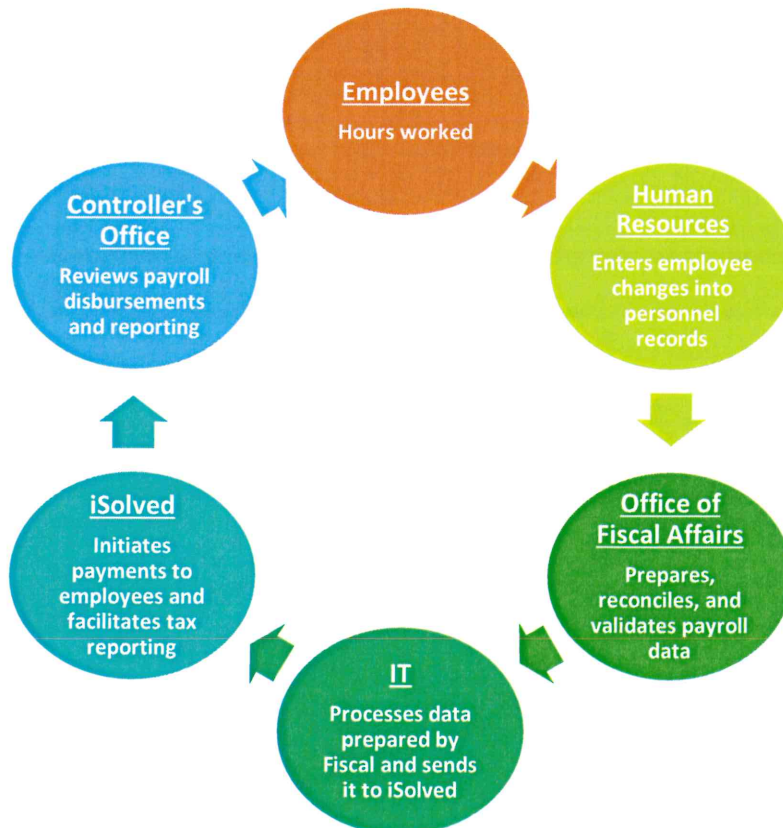 Employees
Hours worked
Human
Resources
Enters employee
changes into
personnel
records
Office of
Fiscal Affairs
Prepares,
reconciles, and
validates payroll
data
IT
Processes data
prepared by
Fiscal and sends
it to iSolved
iSolved
Initiates
payments to
employees and
facilitates tax
reporting
Controller's
Office
Reviews payroll
disbursements
and reporting